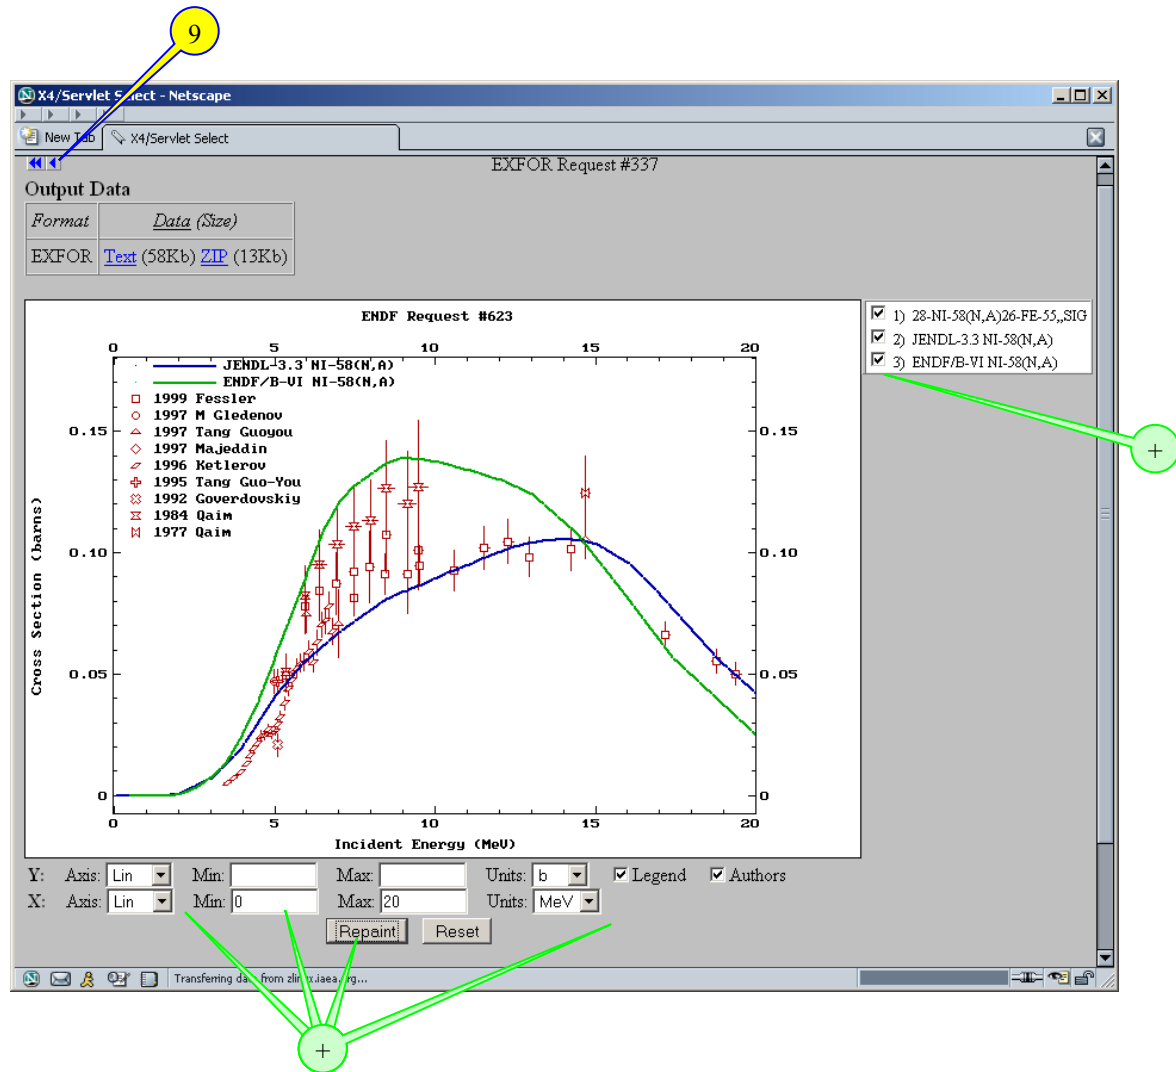 9
X4/Servlet Select - Netscape
New Tab X4/Servlet Select
EXFOR Request #337
Output Data
Format Data (Size)
EXFOR Text (58Kb) ZIP (13Kb)
ENDF Request #623
1) 28-NI-58(N,A)26-FE-55,,SIG
2) JENDL-3.3 NI-58(N,A)
3) ENDF/B-VI NI-58(N,A)
+
0 5 10 15 20
JENDL-3.3 NI-58(N,A)
ENDF/B-VI NI-58(N,A)
1999 Fessler
1997 M Gledenov
1997 Tang Guoyou
1997 Majeddin
1996 Ketlerov
1995 Tang Guo-You
1992 Goverdovskiy
1984 Qaim
1977 Qaim
0.15 0.15
0.10 0.10
0.05 0.05
0 0
Cross Section (barns)
0 5 10 15 20
Incident Energy (MeV)
Y: Axis: Lin Min: Max: Units: b Legend Authors
X: Axis: Lin Min: 0 Max: 20 Units: MeV
Repaint Reset
Transferring data from zlinux.iaea.org...
+